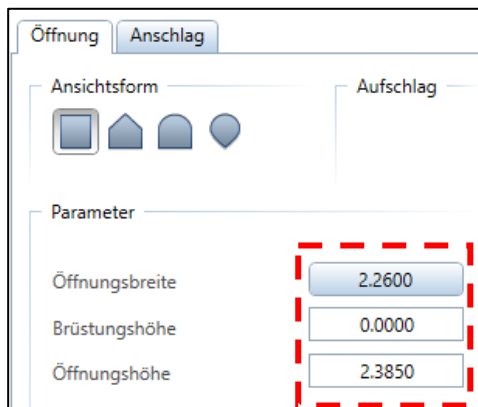 Öffnung Anschlag
Ansichtsform Aufschlag
Parameter
Öffnungsbreite 2.2600
Brüstungshöhe 0.0000
Öffnungshöhe 2.3850